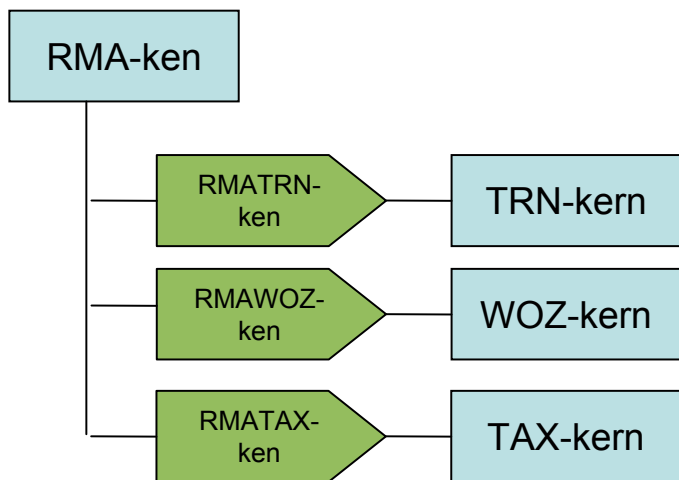 RMA-ken
RMATRN-
ken
TRN-kern
RMAWOZ-
ken
WOZ-kern
RMATAX-
ken
TAX-kern